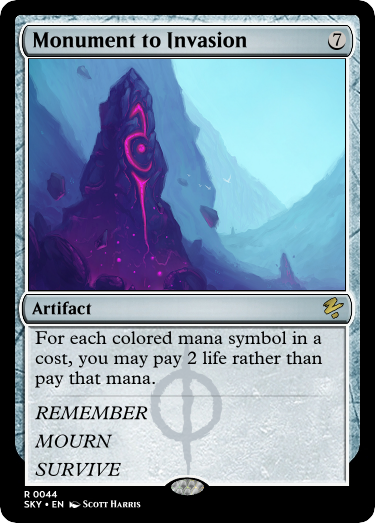 Monument to Invasion
7
Artifact
For each colored mana symbol in a
cost, you may pay 2 life rather than
pay that mana.
REMEMBER
MOURN
SURVIVE
R 0044
SKY • EN Scott Harris